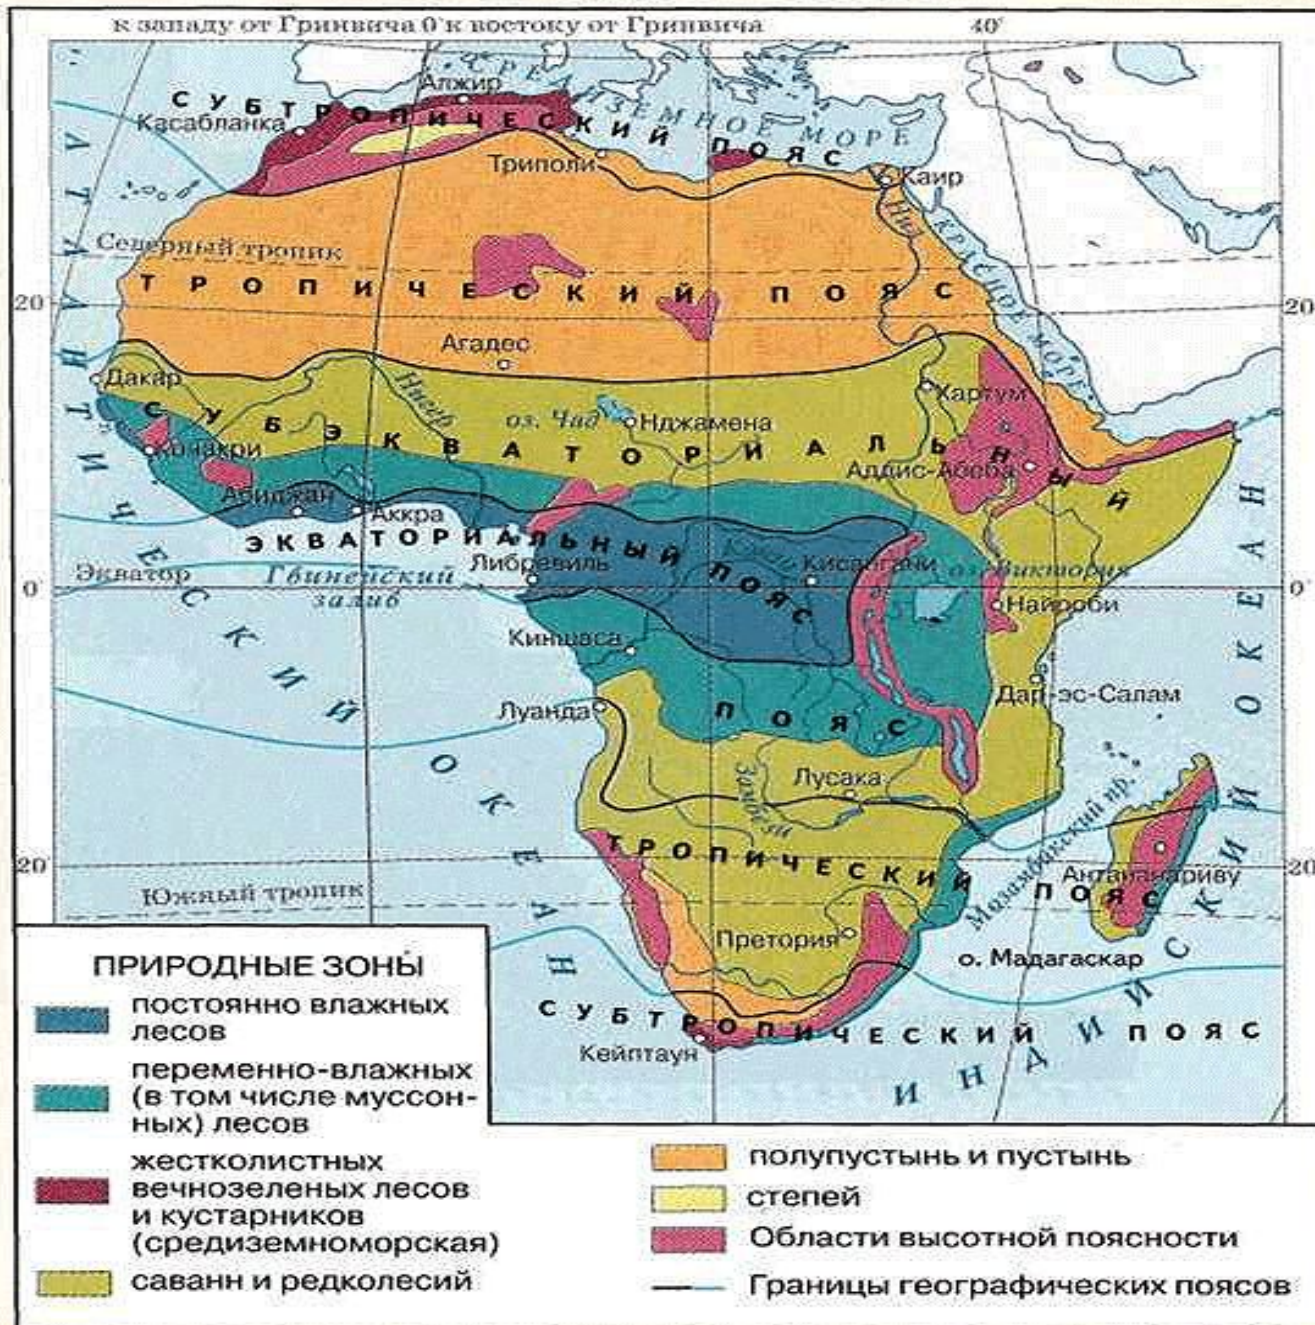 к западу от Гринвича 0° к востоку от Гринвича
40°
СРЕДИЗЕМНОЕ МОРЕ
Алжир
СУБТРОПИЧЕСКИЙ ПОЯС
Касабланка
Триполи
Каир
Нил
Северный тропик
КРАСНОЕ МОРЕ
ТРОПИЧЕСКИЙ ПОЯС
20°
20°
Агадес
Дакар
Нигер
Хартум
оз. Чад
Нджамена
СУБЭКВАТОРИАЛЬНЫЙ
Конакри
Аддис-Абеба
Абиджан
Аккра
ЭКВАТОРИАЛЬНЫЙ ПОЯС
Либревиль
Кисангани
оз. Виктория
Экватор
Гвинейский
залив
0°
0°
Найроби
Киншаса
Дар-эс-Салам
Луанда
ПОЯС
Лусака
Замбези
Мозамбикский пр.
ТРОПИЧЕСКИЙ ПОЯС
Антананариву
20°
20°
Южный тропик
Претория
о. Мадагаскар
СУБТРОПИЧЕСКИЙ ПОЯС
Кейптаун
АТЛАНТИЧЕСКИЙ ОКЕАН
ИНДИЙСКИЙ ОКЕАН
ПРИРОДНЫЕ ЗОНЫ
постоянно влажных
лесов
переменно-влажных
(в том числе муссон-
ных) лесов
жестколистных
вечнозеленых лесов
и кустарников
(средиземноморская)
саванн и редколесий
полупустынь и пустынь
степей
Области высотной поясности
Границы географических поясов